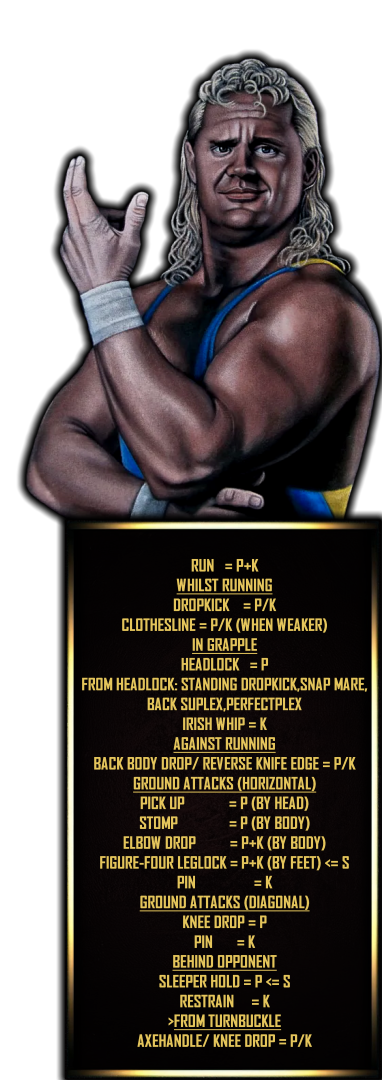 RUN = P+K
WHILST RUNNING
DROPKICK = P/K
CLOTHESLINE = P/K (WHEN WEAKER)
IN GRAPPLE
HEADLOCK = P
FROM HEADLOCK: STANDING DROPKICK,SNAP MARE,
BACK SUPLEX,PERFECTPLEX
IRISH WHIP = K
AGAINST RUNNING
BACK BODY DROP/ REVERSE KNIFE EDGE = P/K
GROUND ATTACKS (HORIZONTAL)
PICK UP = P (BY HEAD)
STOMP = P (BY BODY)
ELBOW DROP = P+K (BY BODY)
FIGURE-FOUR LEGLOCK = P+K (BY FEET) <= S
PIN = K
GROUND ATTACKS (DIAGONAL)
KNEE DROP = P
PIN = K
BEHIND OPPONENT
SLEEPER HOLD = P <= S
RESTRAIN = K
>FROM TURNBUCKLE
AXEHANDLE/ KNEE DROP = P/K